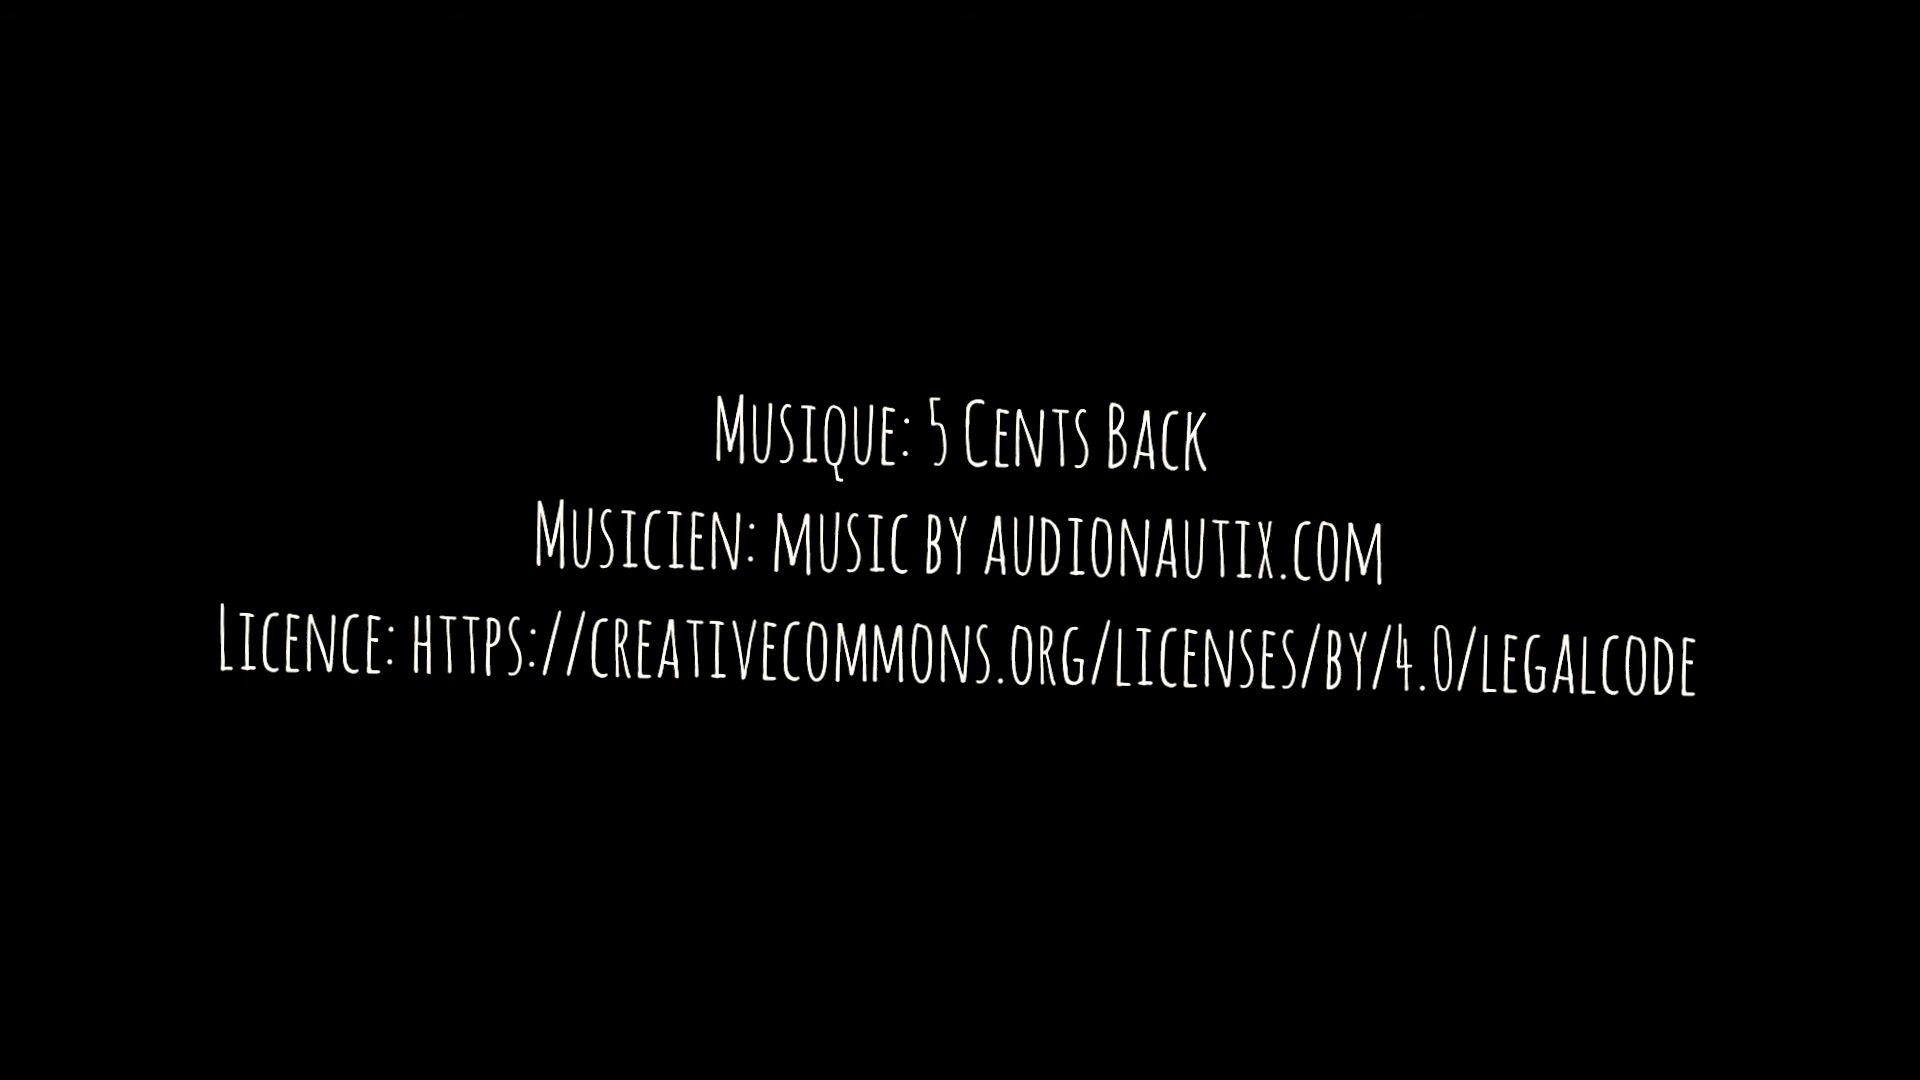 Musique: 5 Cents Back
Musicien: music by audionautix.com
Licence: https://creativecommons.org/licenses/by/4.0/legalcode